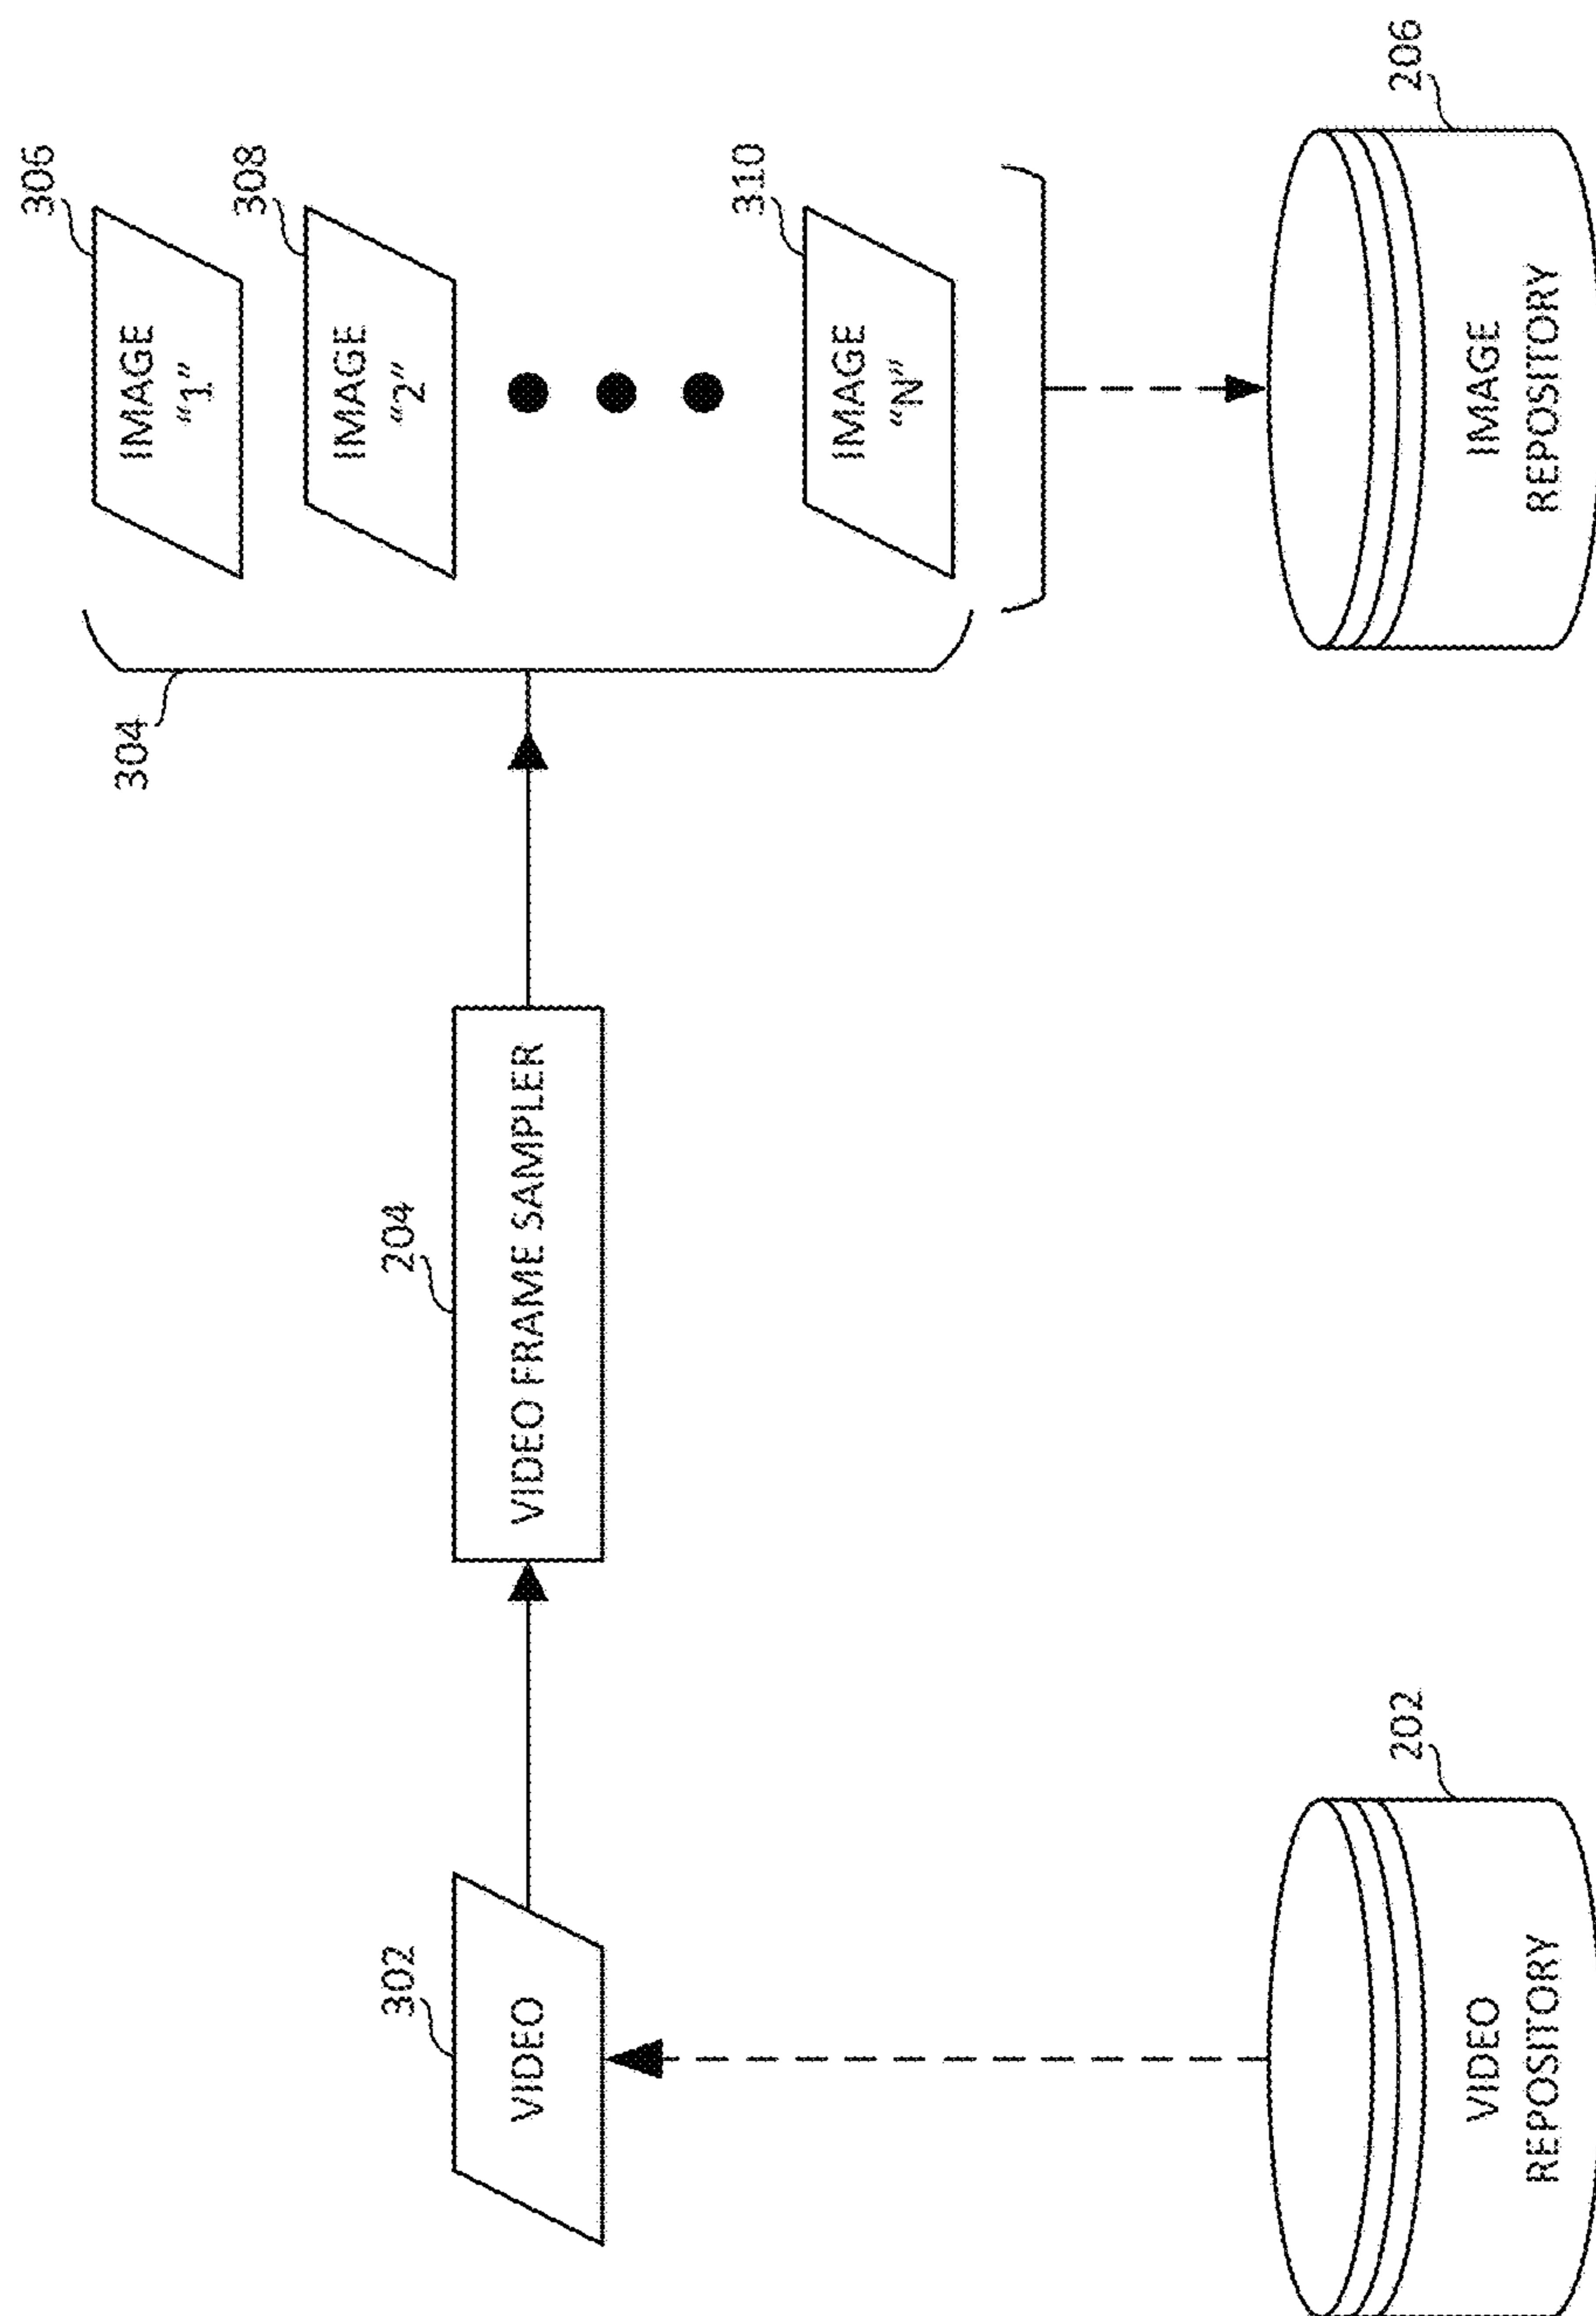 306
IMAGE
“1”
308
IMAGE
“2”
304
310
IMAGE
“N”
204
VIDEO FRAME SAMPLER
302
VIDEO
206
IMAGE
REPOSITORY
202
VIDEO
REPOSITORY